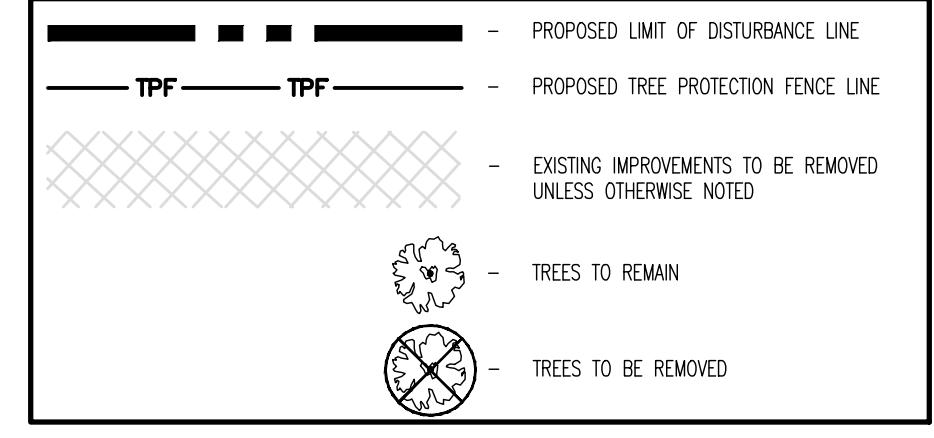 – PROPOSED LIMIT OF DISTURBANCE LINE
TPF TPF – PROPOSED TREE PROTECTION FENCE LINE
– EXISTING IMPROVEMENTS TO BE REMOVED
UNLESS OTHERWISE NOTED
– TREES TO REMAIN
– TREES TO BE REMOVED